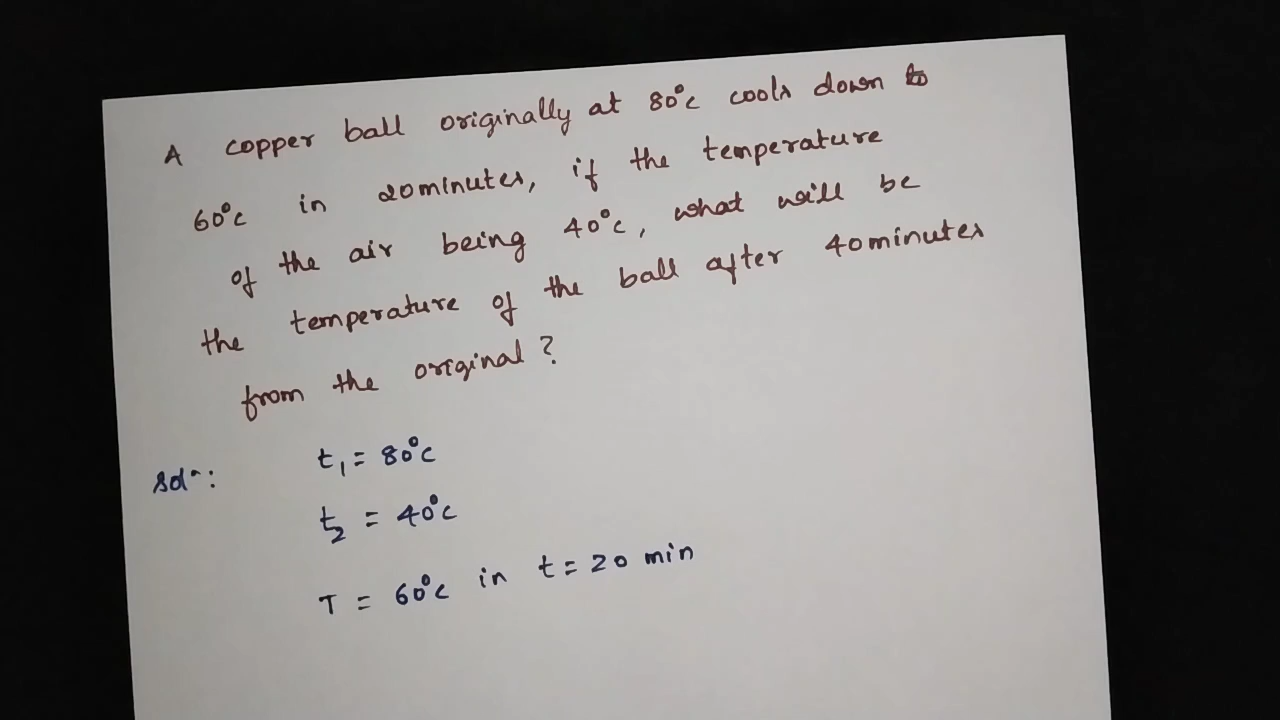 A copper ball originally at 80°c cools down to
60°c in 20minutes, if the temperature
of the air being 40°c, what will be
the temperature of the ball after 40minutes
from the original?
Solⁿ: t₁ = 80°c
t₂ = 40°c
T = 60°c in t = 20 min